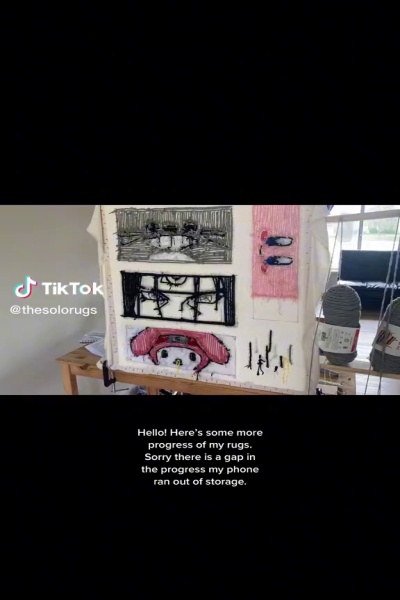 TikTok
@thesolorugs
Hello! Here's some more
progress of my rugs.
Sorry there is a gap in
the progress my phone
ran out of storage.